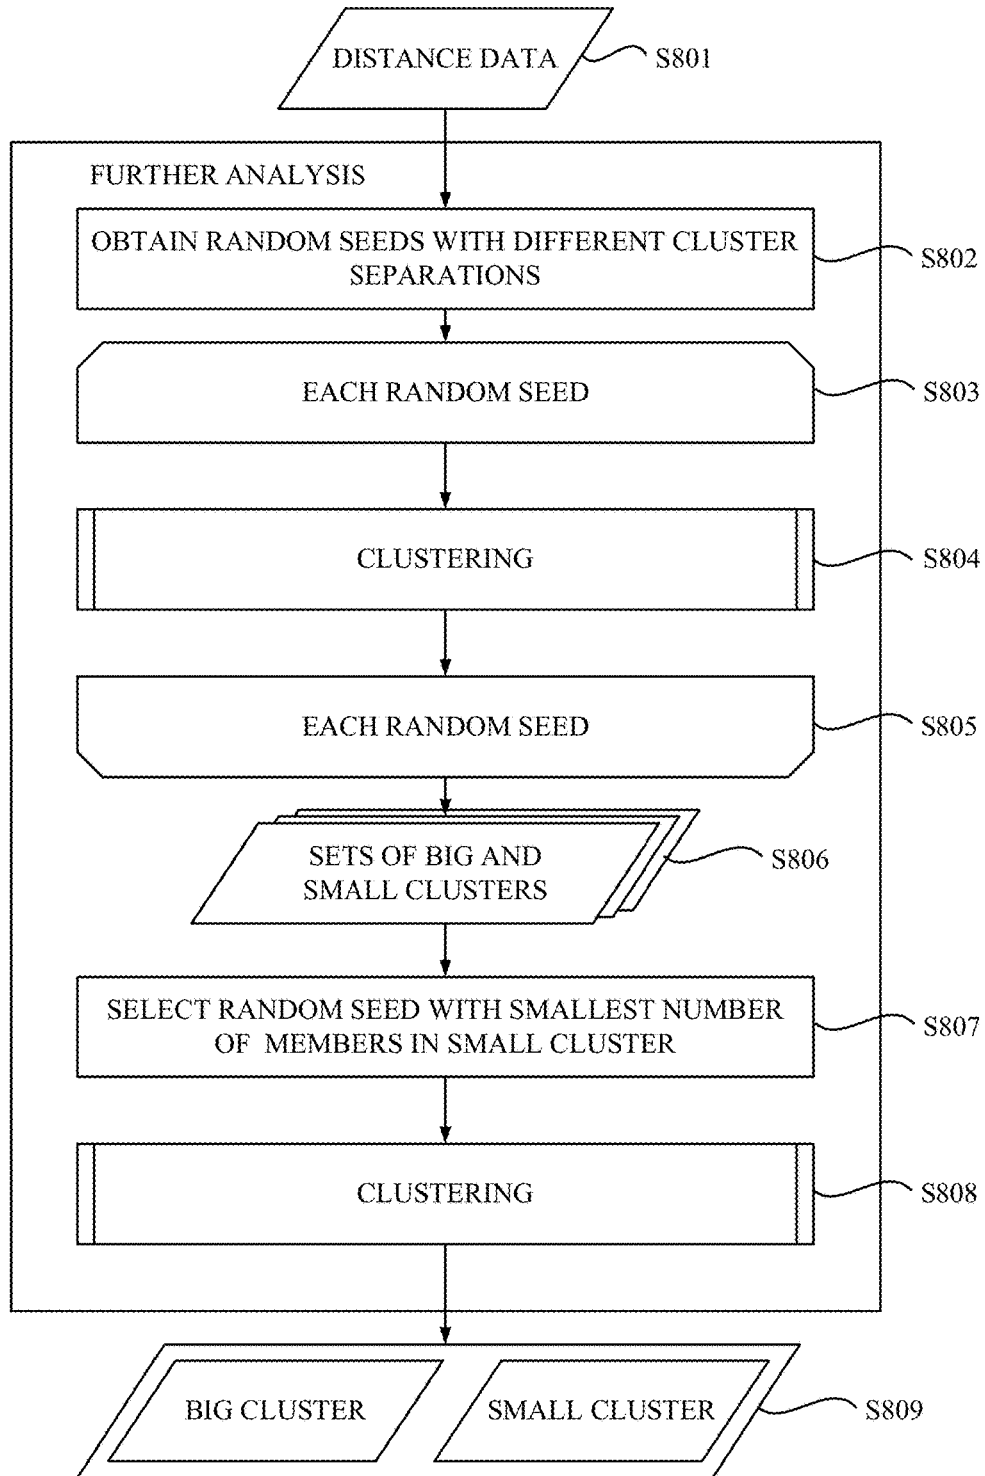 DISTANCE DATA
S801
FURTHER ANALYSIS
OBTAIN RANDOM SEEDS WITH DIFFERENT CLUSTER
SEPARATIONS
S802
EACH RANDOM SEED
S803
CLUSTERING
S804
EACH RANDOM SEED
S805
SETS OF BIG AND
SMALL CLUSTERS
S806
SELECT RANDOM SEED WITH SMALLEST NUMBER
OF MEMBERS IN SMALL CLUSTER
S807
CLUSTERING
S808
BIG CLUSTER
SMALL CLUSTER
S809